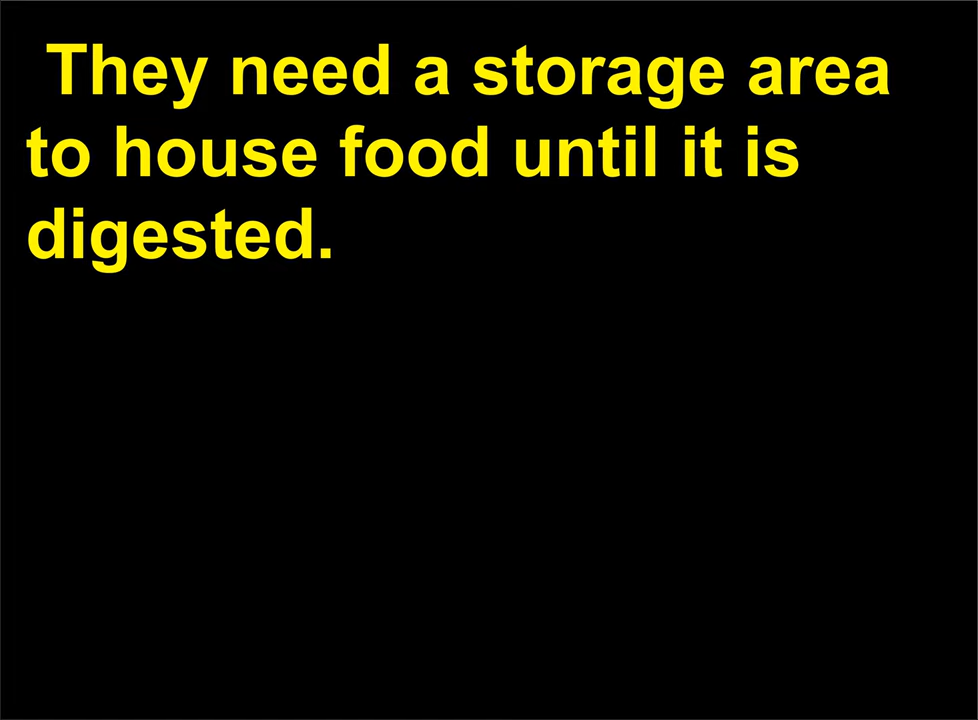 They need a storage area
to house food until it is
digested.